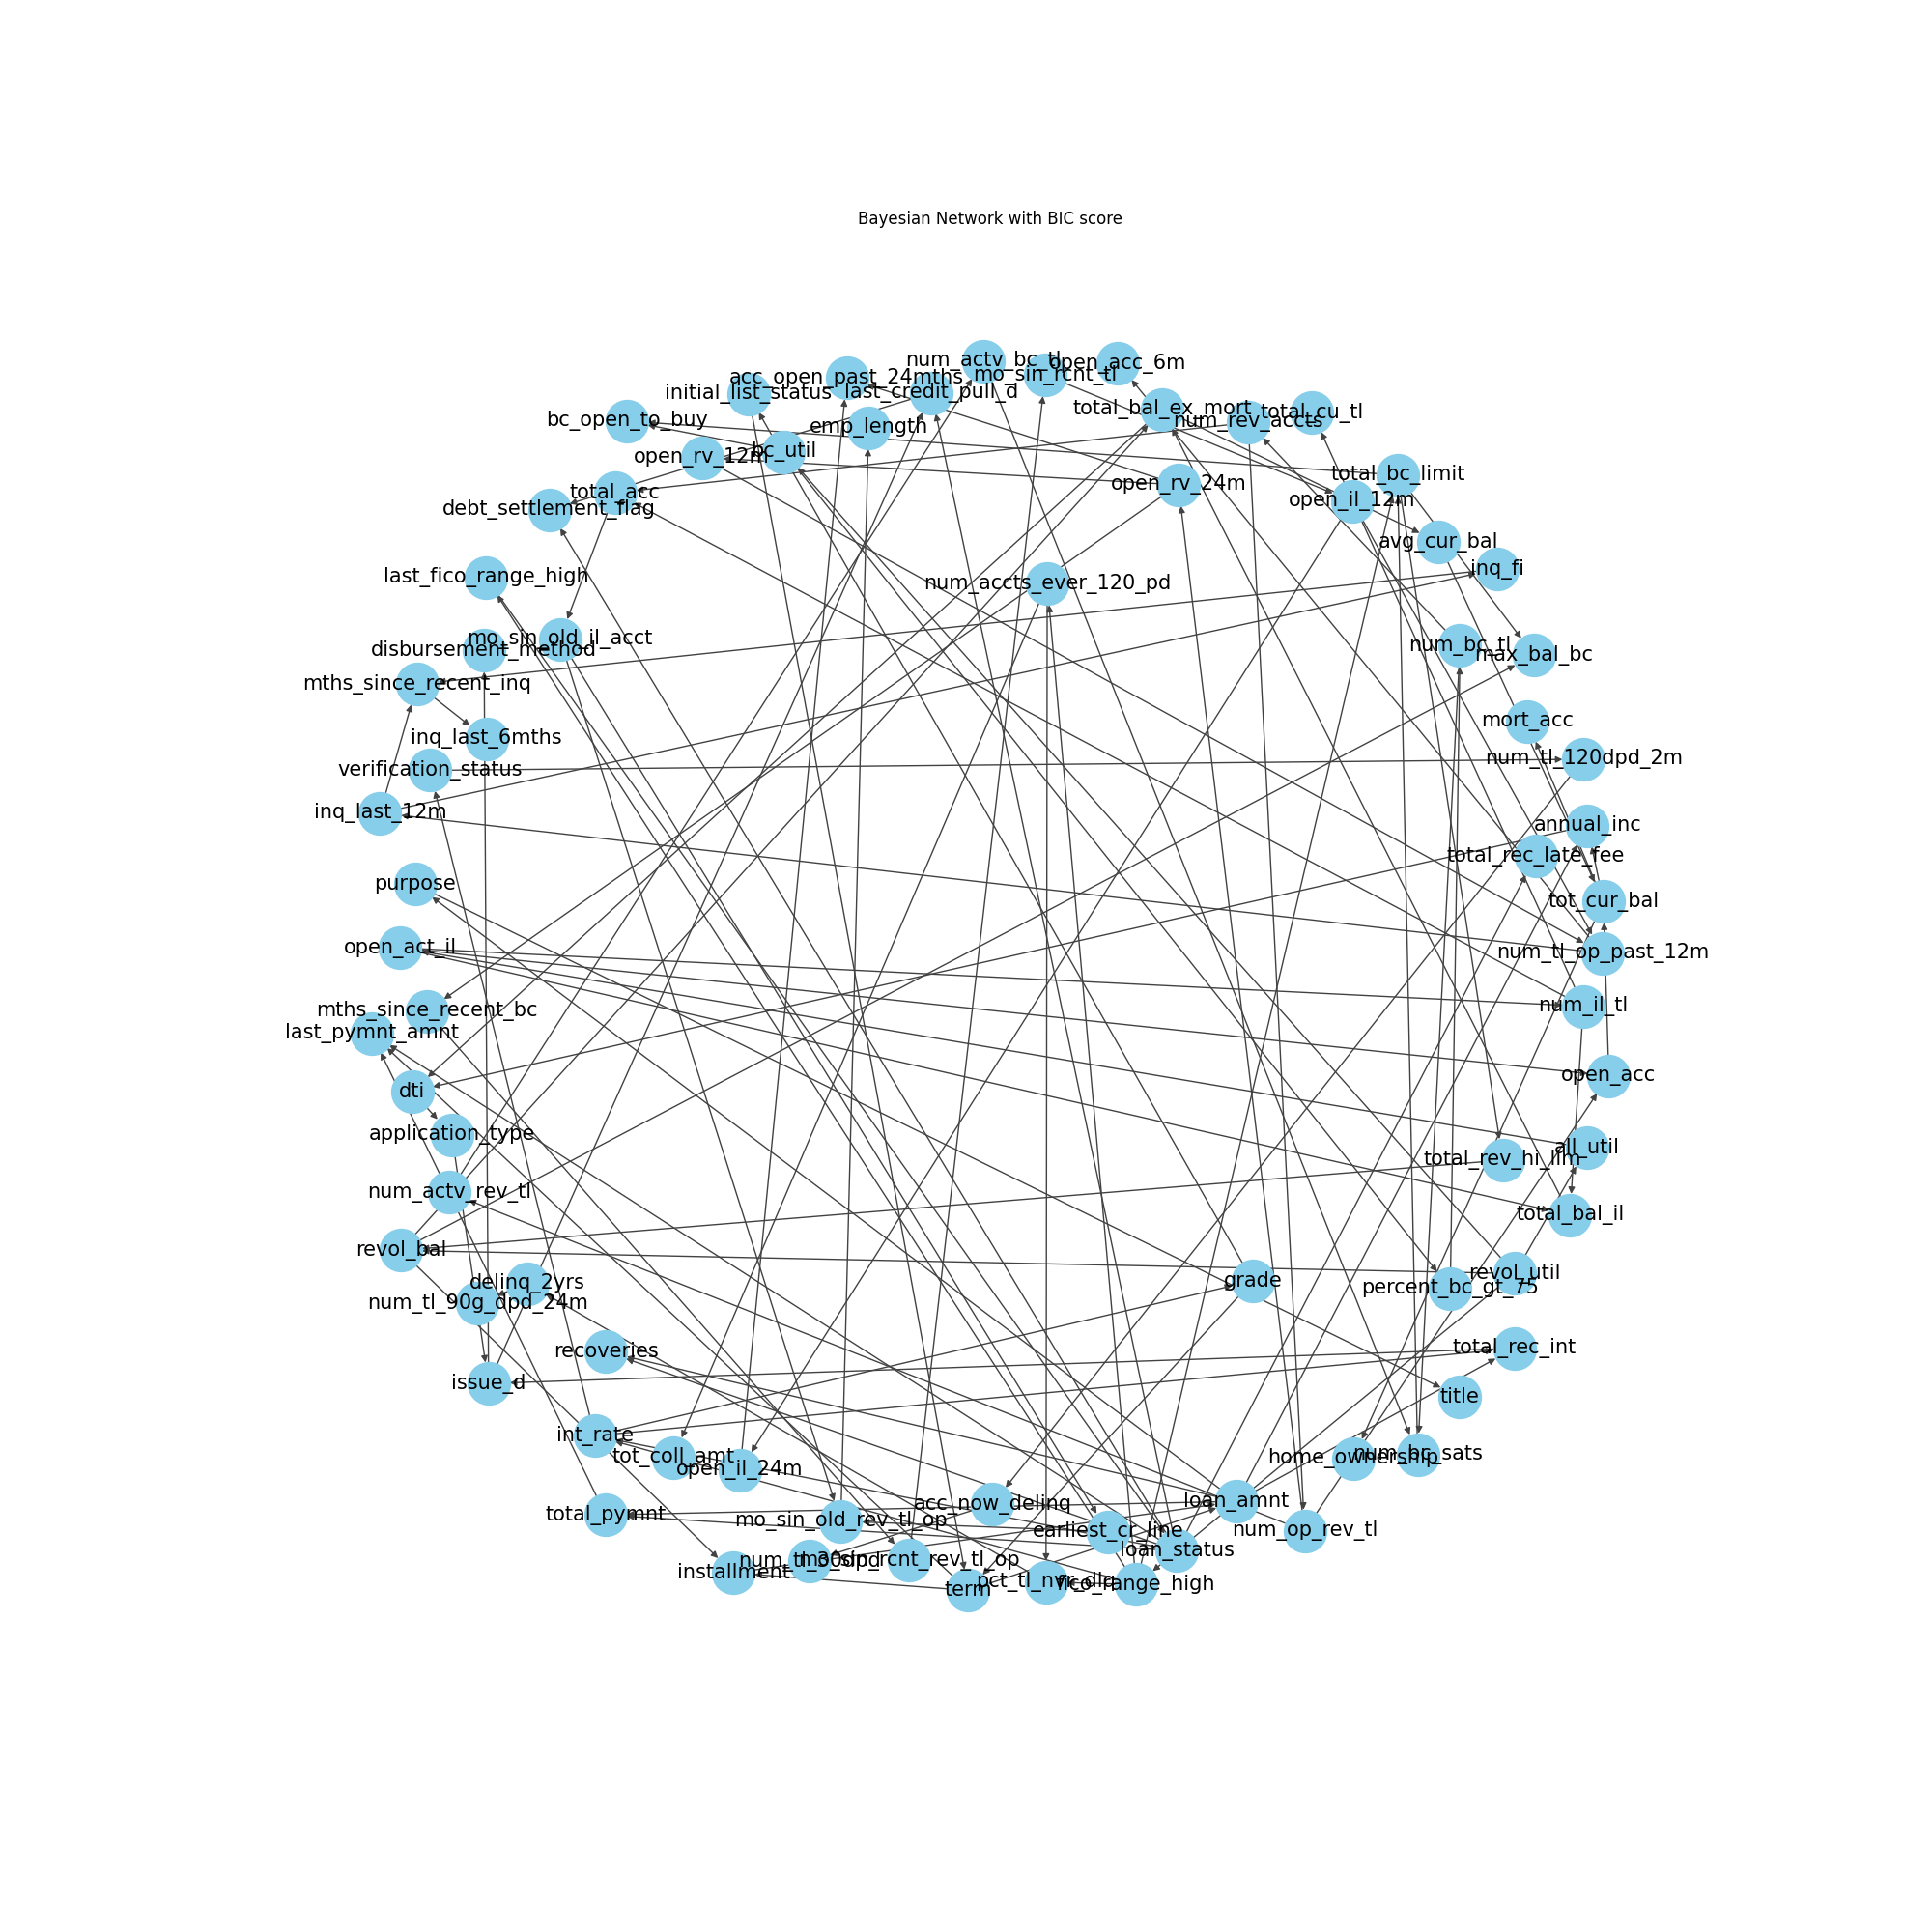 Bayesian Network with BIC score
num_actv_bc_tl
open_acc_6m
acc_open_past_24mths
mo_sin_rcnt_tl
initial_list_status
last_credit_pull_d
total_bal_ex_mort
total_cu_tl
bc_open_to_buy
num_rev_accts
emp_length
open_rv_12m
bc_util
total_bc_limit
open_rv_24m
total_acc
open_il_12m
debt_settlement_flag
avg_cur_bal
last_fico_range_high
inq_fi
num_accts_ever_120_pd
mo_sin_old_il_acct
disbursement_method
num_bc_tl
max_bal_bc
mths_since_recent_inq
mort_acc
inq_last_6mths
num_tl_120dpd_2m
verification_status
inq_last_12m
annual_inc
total_rec_late_fee
purpose
tot_cur_bal
open_act_il
num_tl_op_past_12m
mths_since_recent_bc
num_il_tl
last_pymnt_amnt
open_acc
dti
application_type
all_util
total_rev_hi_lim
num_actv_rev_tl
total_bal_il
revol_bal
revol_util
delinq_2yrs
grade
percent_bc_gt_75
num_tl_90g_dpd_24m
total_rec_int
recoveries
issue_d
title
int_rate
tot_coll_amt
home_ownership
num_bc_sats
open_il_24m
loan_amnt
acc_now_delinq
total_pymnt
mo_sin_old_rev_tl_op
earliest_cr_line
num_op_rev_tl
loan_status
num_tl_30dpd
mo_sin_rcnt_rev_tl_op
installment
pct_tl_nvr_dlq
fico_range_high
term